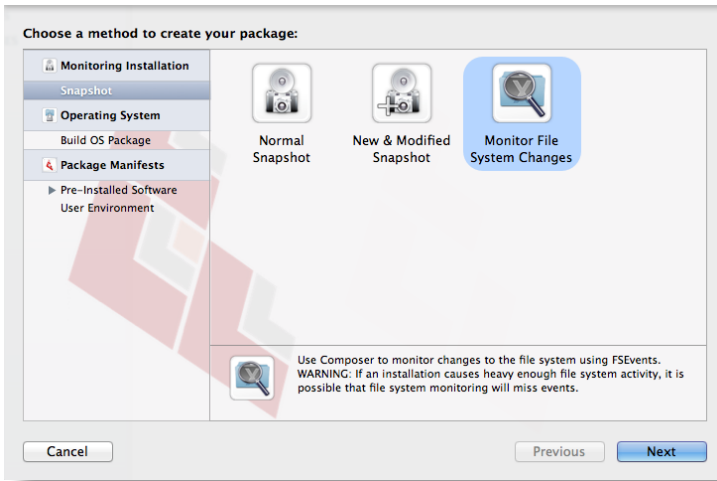 Choose a method to create your package:
Monitoring Installation
Snapshot
Operating System
Build OS Package
Package Manifests
Pre-Installed Software
User Environment
Normal
Snapshot
New & Modified
Snapshot
Monitor File
System Changes
Use Composer to monitor changes to the file system using FSEvents.
WARNING: If an installation causes heavy enough file system activity, it is
possible that file system monitoring will miss events.
Cancel
Previous
Next